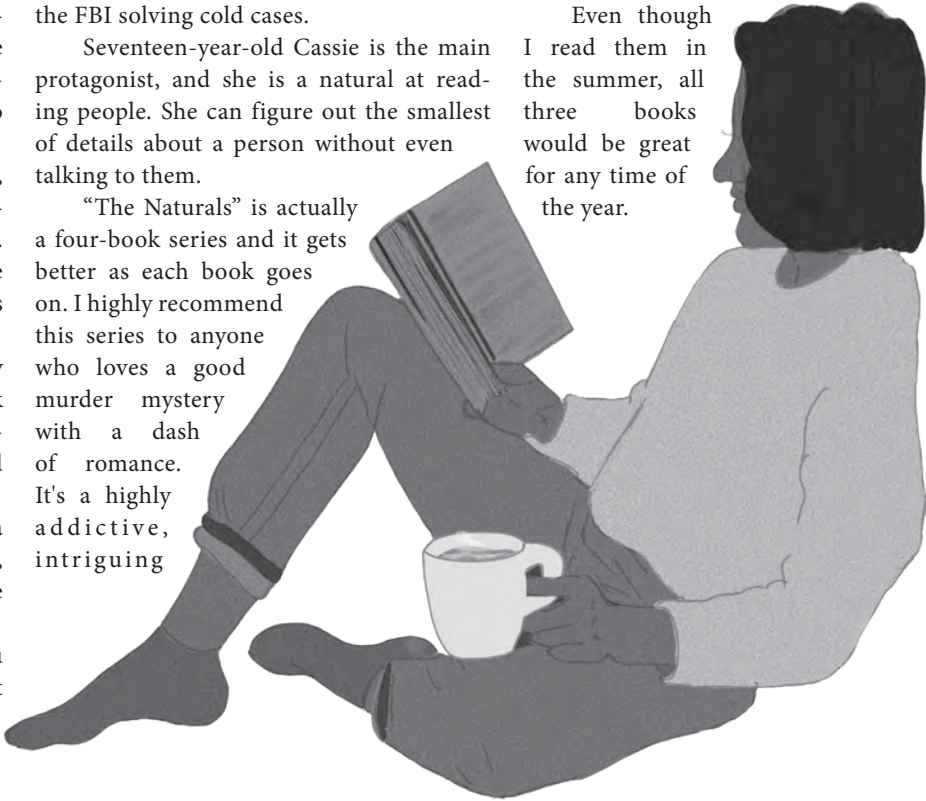 the FBI solving cold cases.
Seventeen-year-old Cassie is the main
protagonist, and she is a natural at read-
ing people. She can figure out the smallest
of details about a person without even
talking to them.
“The Naturals” is actually
a four-book series and it gets
better as each book goes
on. I highly recommend
this series to anyone
who loves a good
murder mystery
with a dash
of romance.
It's a highly
addictive,
intriguing
Even though
I read them in
the summer, all
three books
would be great
for any time of
the year.